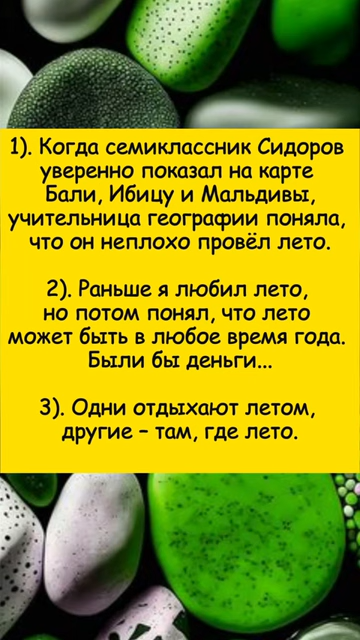 1). Когда семиклассник Сидоров
уверенно показал на карте
Бали, Ибицу и Мальдивы,
учительница географии поняла,
что он неплохо провёл лето.
2). Раньше я любил лето,
но потом понял, что лето
может быть в любое время года.
Были бы деньги...
3). Одни отдыхают летом,
другие – там, где лето.